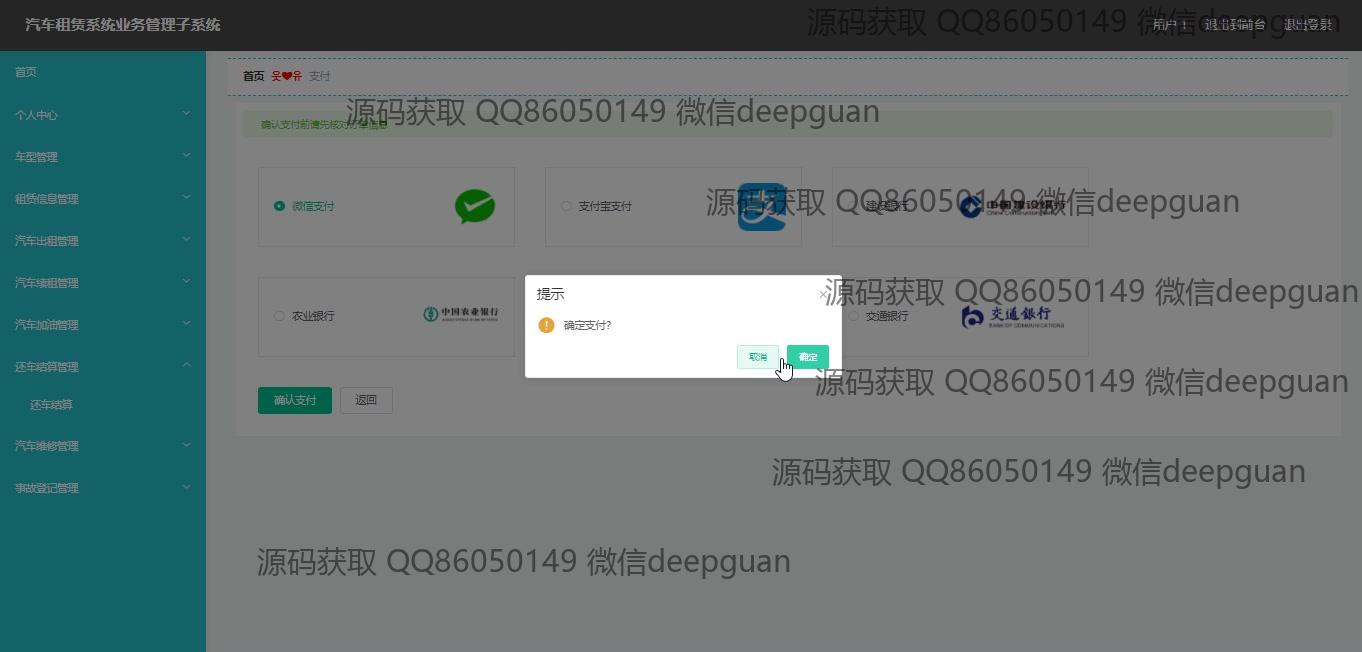 汽车租赁系统业务管理子系统
用户1 退出到前台 退出登录
源码获取 QQ86050149 微信deepguan
首页
首页 支付
源码获取 QQ86050149 微信deepguan
个人中心
确认支付前请先核对订单信息
车型管理
租赁信息管理
微信支付
支付宝支付
建设银行
中国建设银行
China Construction Bank
源码获取 QQ86050149 微信deepguan
汽车出租管理
汽车续租管理
源码获取 QQ86050149 微信deepguan
提示
农业银行
中国农业银行
交通银行
交通银行
BANK OF COMMUNICATIONS
汽车加油管理
确定支付?
取消
确定
还车结算管理
源码获取 QQ86050149 微信deepguan
还车结算
确认支付
返回
汽车维修管理
源码获取 QQ86050149 微信deepguan
事故登记管理
源码获取 QQ86050149 微信deepguan